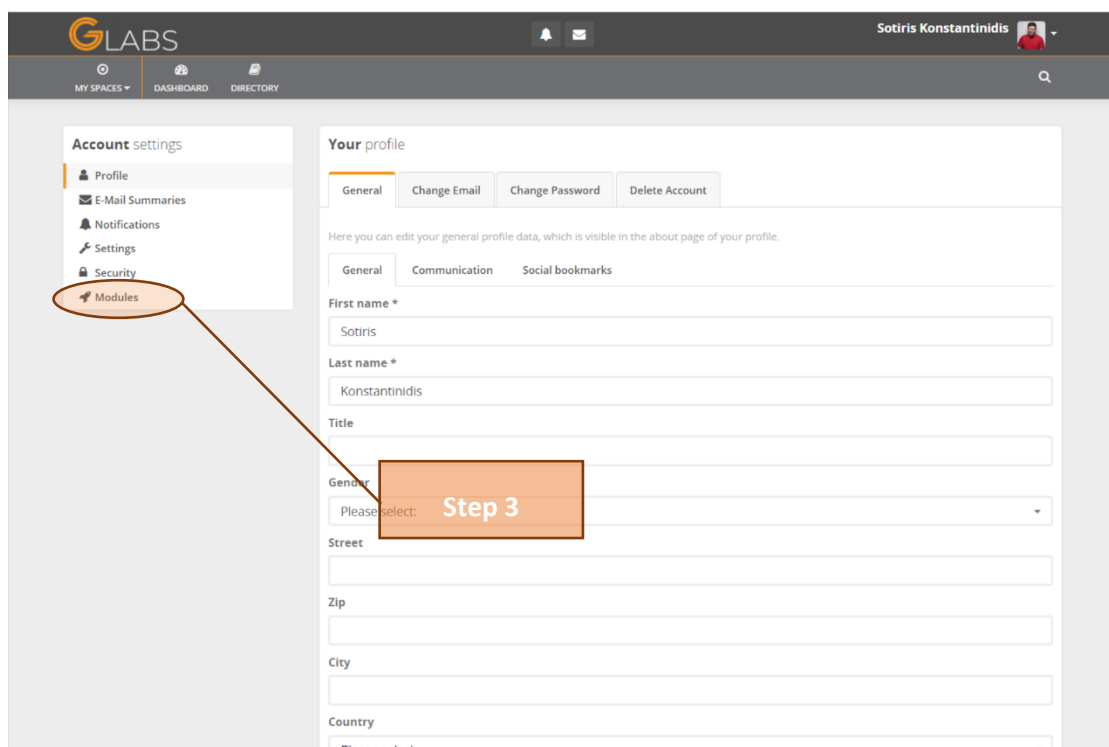 GLABS
Sotiris Konstantinidis
MY SPACES
DASHBOARD
DIRECTORY
Account settings
Profile
E-Mail Summaries
Notifications
Settings
Security
Modules
Your profile
General Change Email Change Password Delete Account
Here you can edit your general profile data, which is visible in the about page of your profile.
General Communication Social bookmarks
First name *
Sotiris
Last name *
Konstantinidis
Title
Gender
Please select:
Step 3
Street
Zip
City
Country